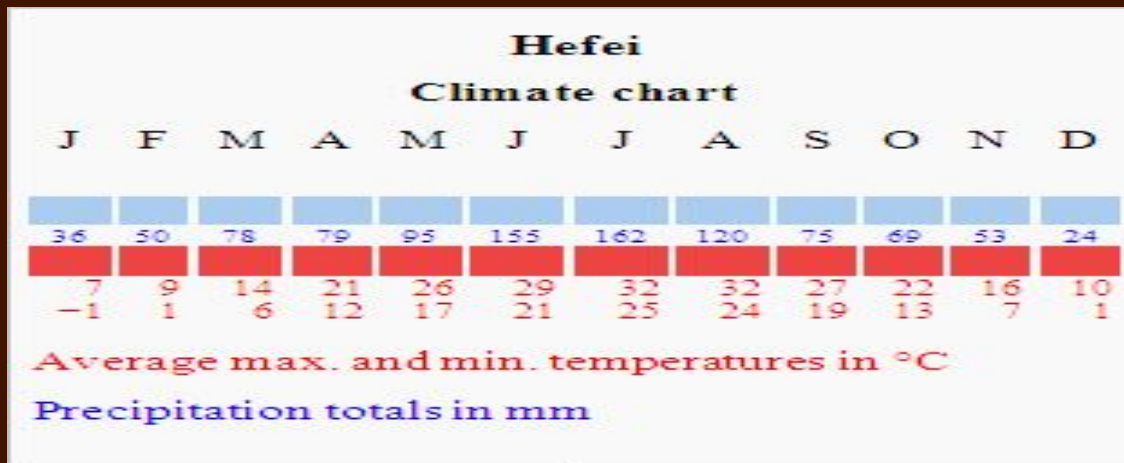 Hefei
Climate chart
J F M A M J J A S O N D
36 50 78 79 95 155 162 120 75 69 53 24
7 9 14 21 26 29 32 32 27 22 16 10
−1 1 6 12 17 21 25 24 19 13 7 1
Average max. and min. temperatures in °C
Precipitation totals in mm